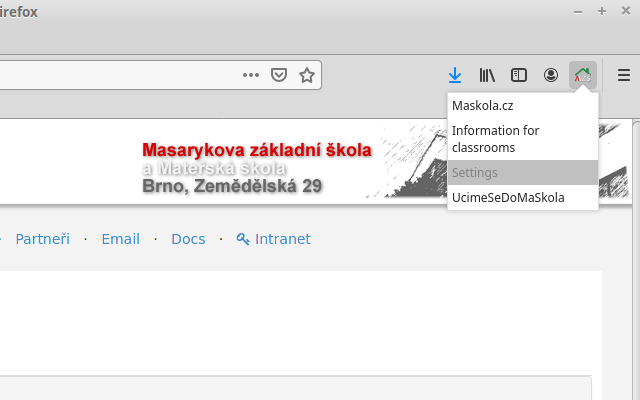 irefox
Maskola.cz
Information for
classrooms
Settings
UcimeSeDoMaSkola
Masarykova základní škola
a Mateřská škola
Brno, Zemědělská 29
· Partneři · Email · Docs · Intranet